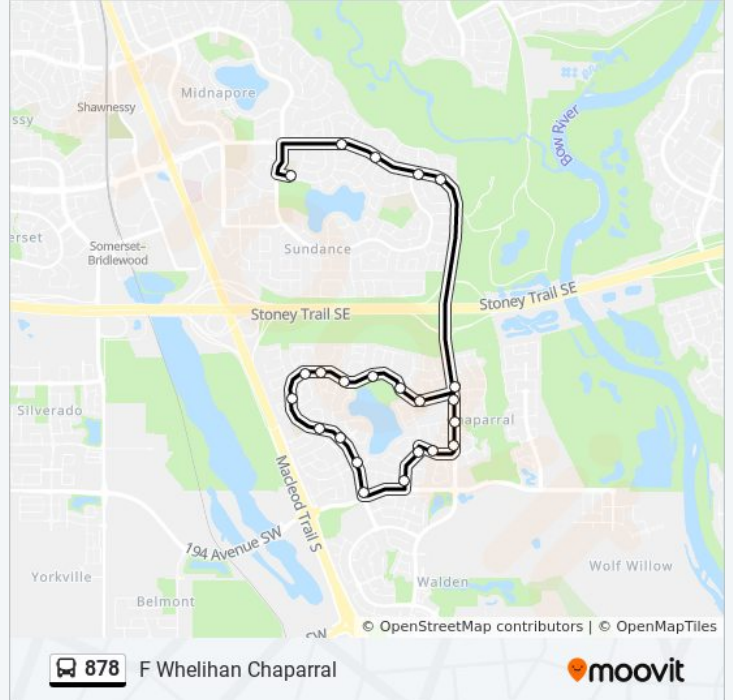 Midnapore
Shawnessy
ssy
Bow River
erset
Somerset–
Bridlewood
Sundance
Stoney Trail SE
Stoney Trail SE
Silverado
haparral
Macleod Trail S
194 Avenue SW
Wolf Willow
Yorkville
Walden
Belmont
SW
© OpenStreetMap contributors | © OpenMapTiles
878 F Whelihan Chaparral
moovit